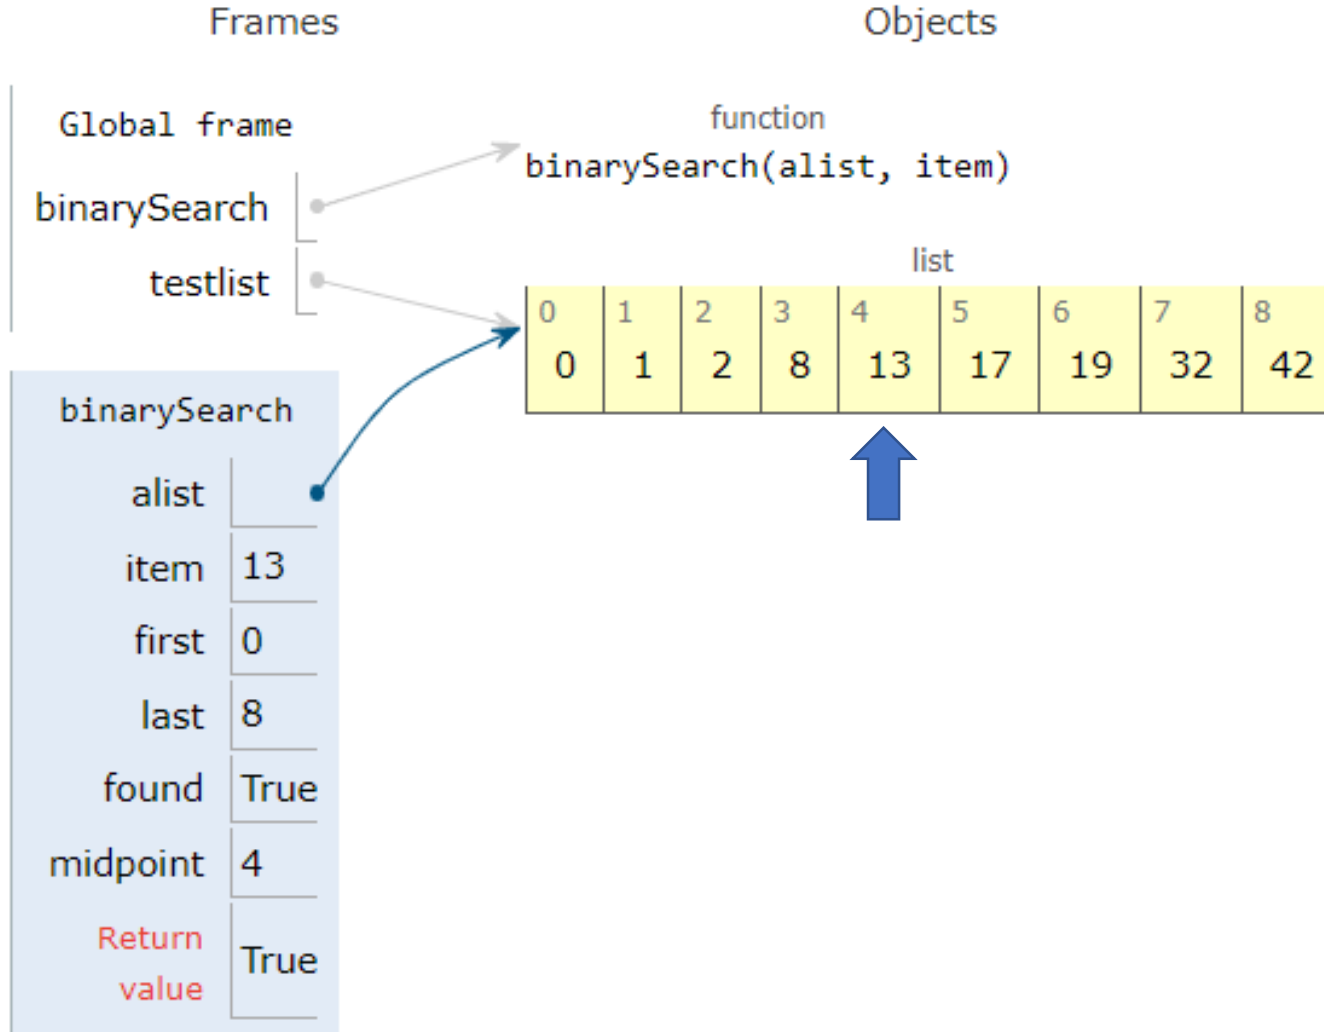 Frames
Objects
Global frame
function
binarySearch(alist, item)
binarySearch
testlist
list
0 1 2 3 4 5 6 7 8
0 1 2 8 13 17 19 32 42
binarySearch
alist
item 13
first 0
last 8
found True
midpoint 4
Return
value True